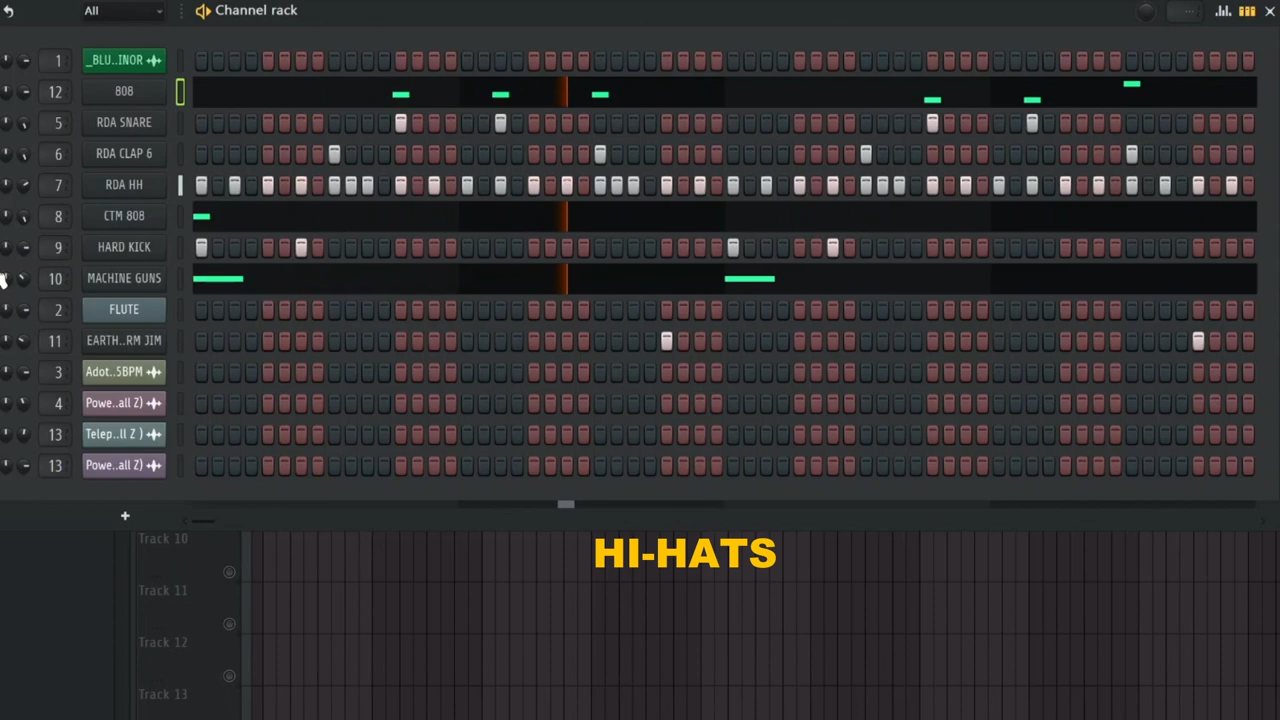 All
Channel rack
1 _BLU..INOR
12 808
5 RDA SNARE
6 RDA CLAP 6
7 RDA HH
8 CTM 808
9 HARD KICK
10 MACHINE GUNS
2 FLUTE
11 EARTH..RM JIM
3 Adot..5BPM
4 Powe..all Z)
13 Telep..ll Z )
13 Powe..all Z)
+
Track 10
HI-HATS
Track 11
Track 12
Track 13